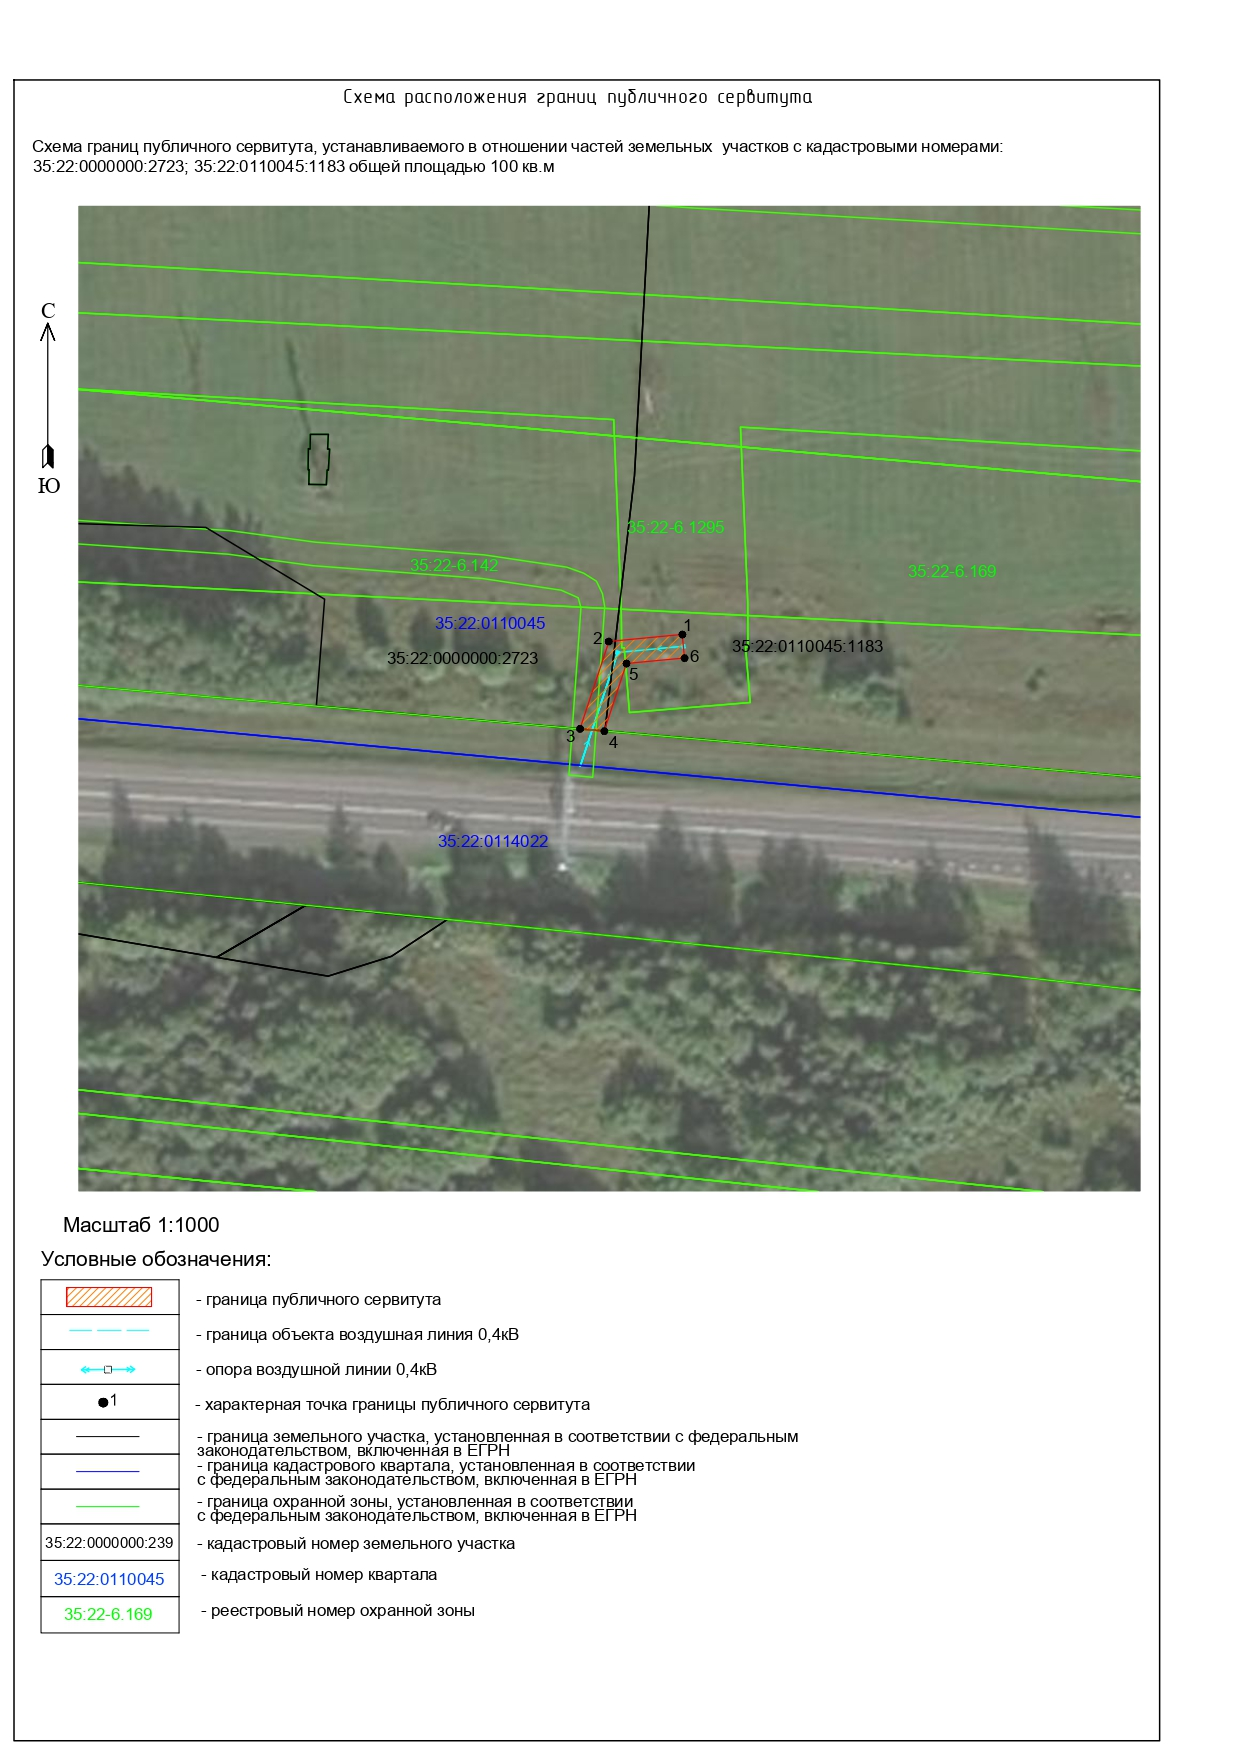 Схема расположения границ публичного сервитута
Схема границ публичного сервитута, устанавливаемого в отношении частей земельных участков с кадастровыми номерами:
35:22:0000000:2723; 35:22:0110045:1183 общей площадью 100 кв.м
С
Ю
35:22-6.1295
35:22-6.142
35:22-6.169
35:22:0110045
35:22:0000000:2723
35:22:0110045:1183
1
2
6
5
3
4
35:22:0114022
Масштаб 1:1000
Условные обозначения:
- граница публичного сервитута
- граница объекта воздушная линия 0,4кВ
- опора воздушной линии 0,4кВ
1 - характерная точка границы публичного сервитута
- граница земельного участка, установленная в соответствии с федеральным
законодательством, включенная в ЕГРН
- граница кадастрового квартала, установленная в соответствии
с федеральным законодательством, включенная в ЕГРН
- граница охранной зоны, установленная в соответствии
с федеральным законодательством, включенная в ЕГРН
35:22:0000000:239 - кадастровый номер земельного участка
35:22:0110045 - кадастровый номер квартала
35:22-6.169 - реестровый номер охранной зоны